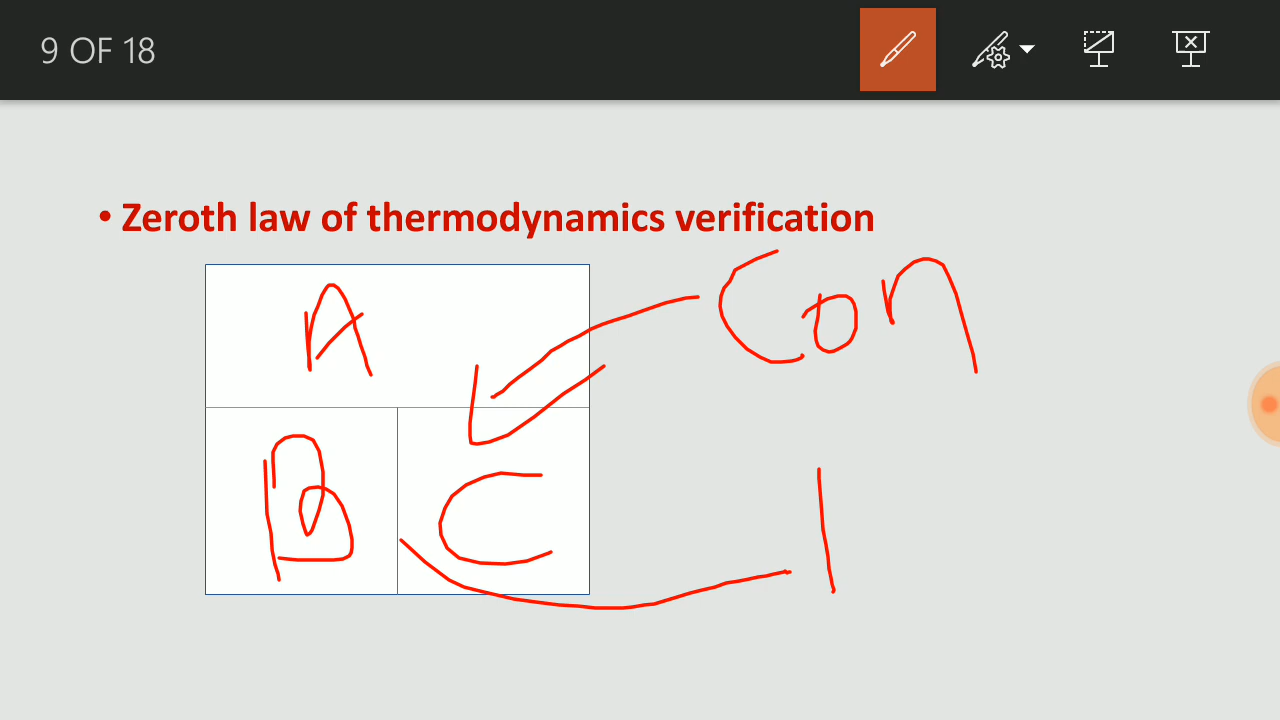 9 OF 18
• Zeroth law of thermodynamics verification
A
Con
B
C